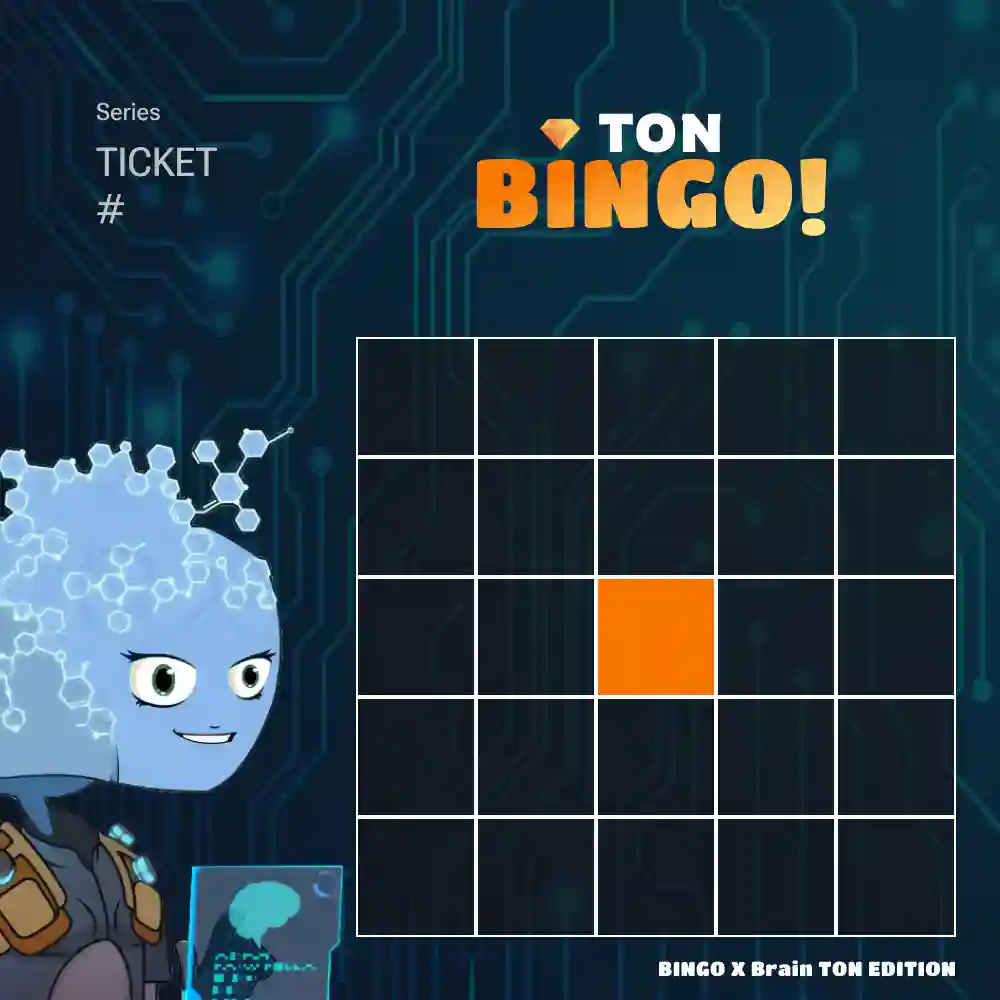 Series
TICKET
#
TON
BINGO!
BINGO X Brain TON EDITION